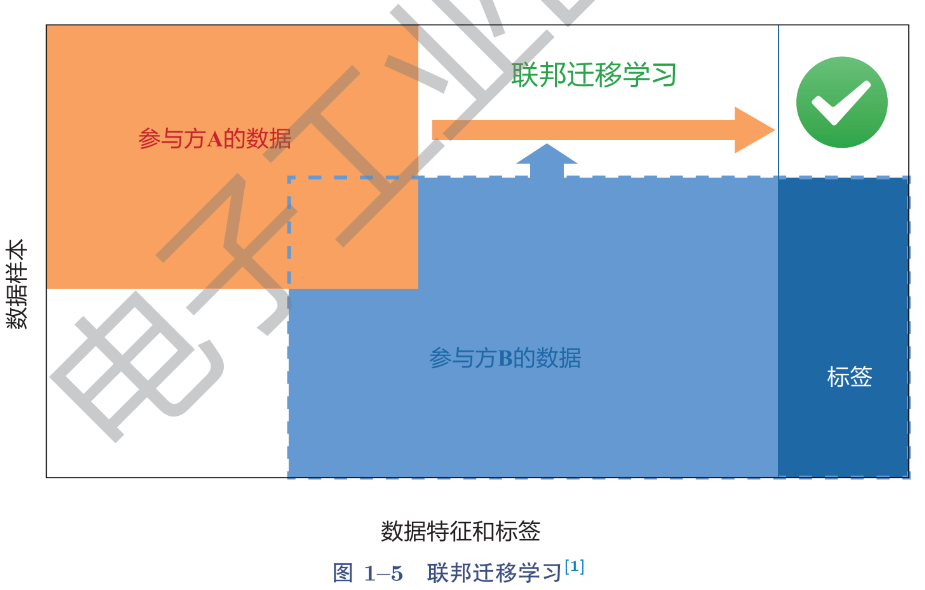 联邦迁移学习
参与方A的数据
数据样本
参与方B的数据
标签
数据特征和标签
图 1–5 联邦迁移学习[1]
电子工业